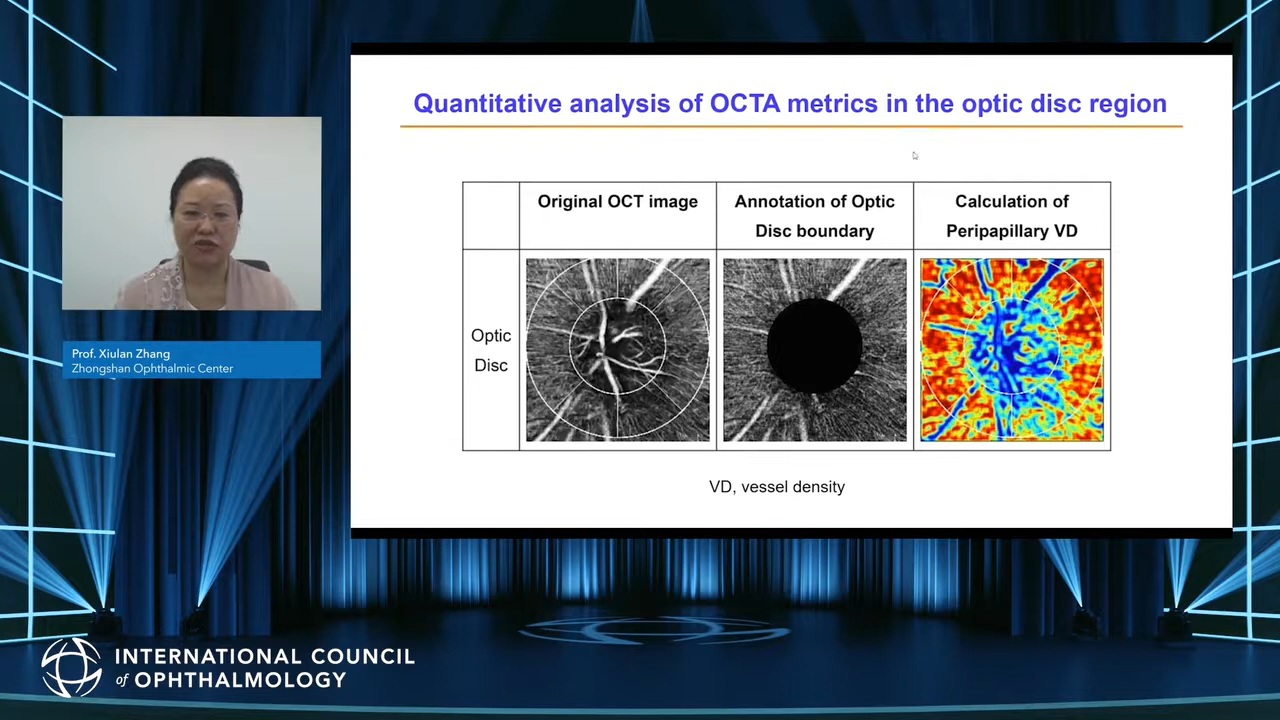 Quantitative analysis of OCTA metrics in the optic disc region
Original OCT image
Annotation of Optic
Disc boundary
Calculation of
Peripapillary VD
Optic
Disc
VD, vessel density
Prof. Xiulan Zhang
Zhongshan Ophthalmic Center
INTERNATIONAL COUNCIL
of OPHTHALMOLOGY